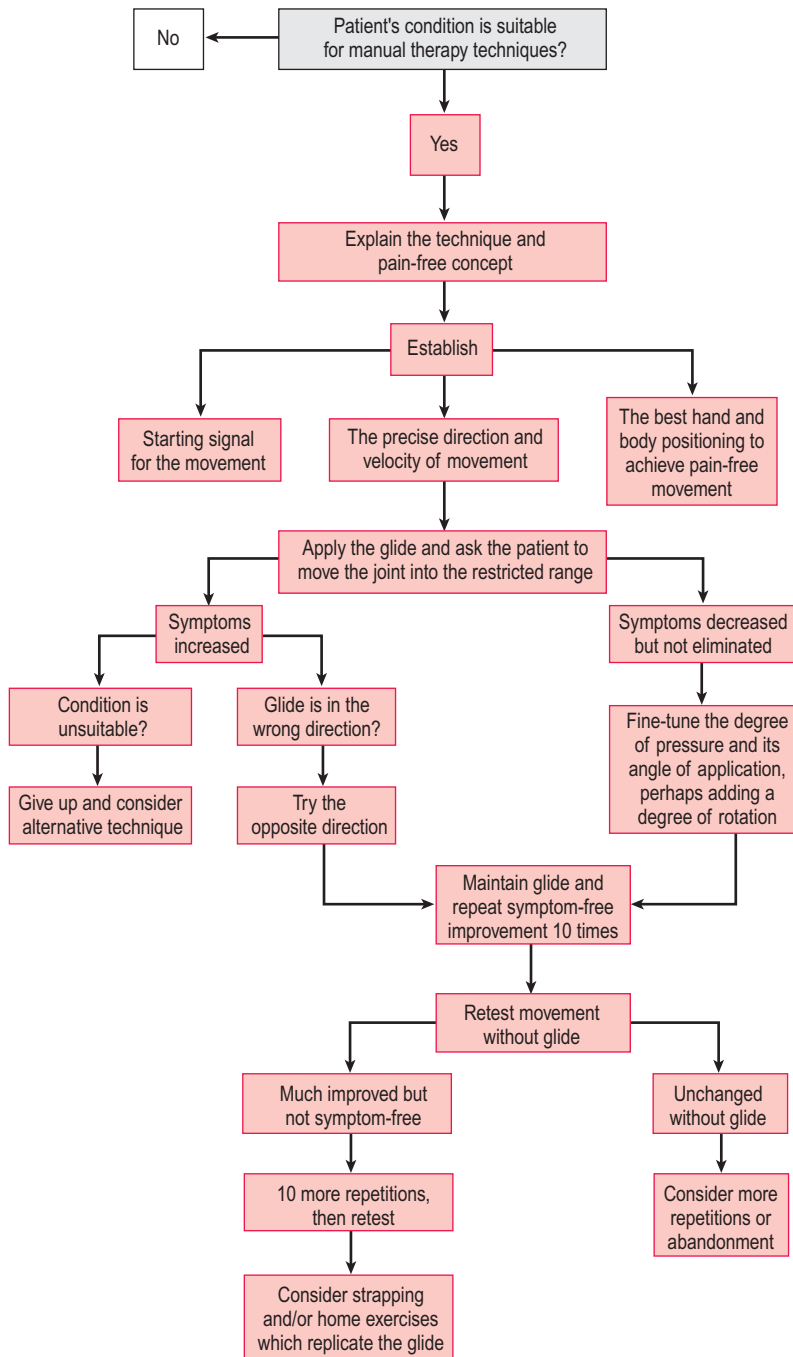 No
Patient's condition is suitable
for manual therapy techniques?
Yes
Explain the technique and
pain-free concept
Establish
Starting signal
for the movement
The precise direction and
velocity of movement
The best hand and
body positioning to
achieve pain-free
movement
Apply the glide and ask the patient to
move the joint into the restricted range
Symptoms
increased
Symptoms decreased
but not eliminated
Condition is
unsuitable?
Glide is in the
wrong direction?
Fine-tune the degree
of pressure and its
angle of application,
perhaps adding a
degree of rotation
Give up and consider
alternative technique
Try the
opposite direction
Maintain glide and
repeat symptom-free
improvement 10 times
Retest movement
without glide
Much improved but
not symptom-free
Unchanged
without glide
10 more repetitions,
then retest
Consider more
repetitions or
abandonment
Consider strapping
and/or home exercises
which replicate the glide